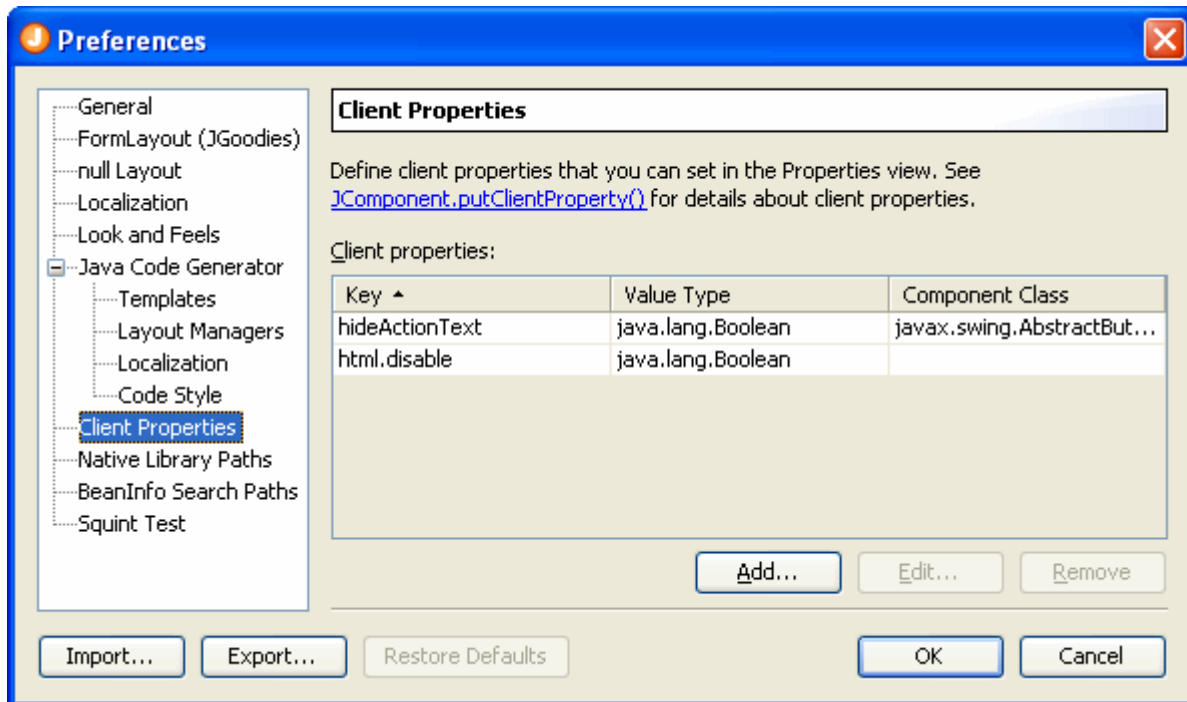 Preferences
General
FormLayout (JGoodies)
null Layout
Localization
Look and Feels
Java Code Generator
Templates
Layout Managers
Localization
Code Style
Client Properties
Native Library Paths
BeanInfo Search Paths
Squint Test
Client Properties
Define client properties that you can set in the Properties view. See
JComponent.putClientProperty() for details about client properties.
Client properties:
Key Value Type Component Class
hideActionText java.lang.Boolean javax.swing.AbstractBut...
html.disable java.lang.Boolean
Add... Edit... Remove
Import... Export... Restore Defaults OK Cancel